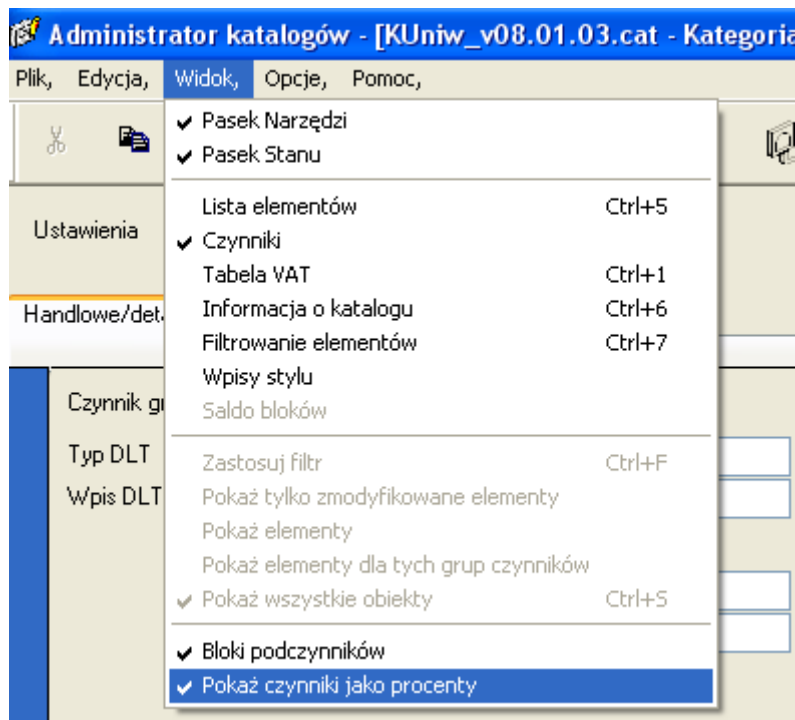 Administrator katalogów - [KUniw_v08.01.03.cat - Kategoria
Plik, Edycja, Widok, Opcje, Pomoc,
Pasek Narzędzi
Pasek Stanu
Ustawienia
Lista elementów Ctrl+5
Czynniki
Tabela VAT Ctrl+1
Handlowe/det
Informacja o katalogu Ctrl+6
Filtrowanie elementów Ctrl+7
Wpisy stylu
Czynnik g
Saldo bloków
Typ DLT
Zastosuj filtr Ctrl+F
Wpis DLT
Pokaż tylko zmodyfikowane elementy
Pokaż elementy
Pokaż elementy dla tych grup czynników
Pokaż wszystkie obiekty Ctrl+S
Bloki podczynników
Pokaż czynniki jako procenty